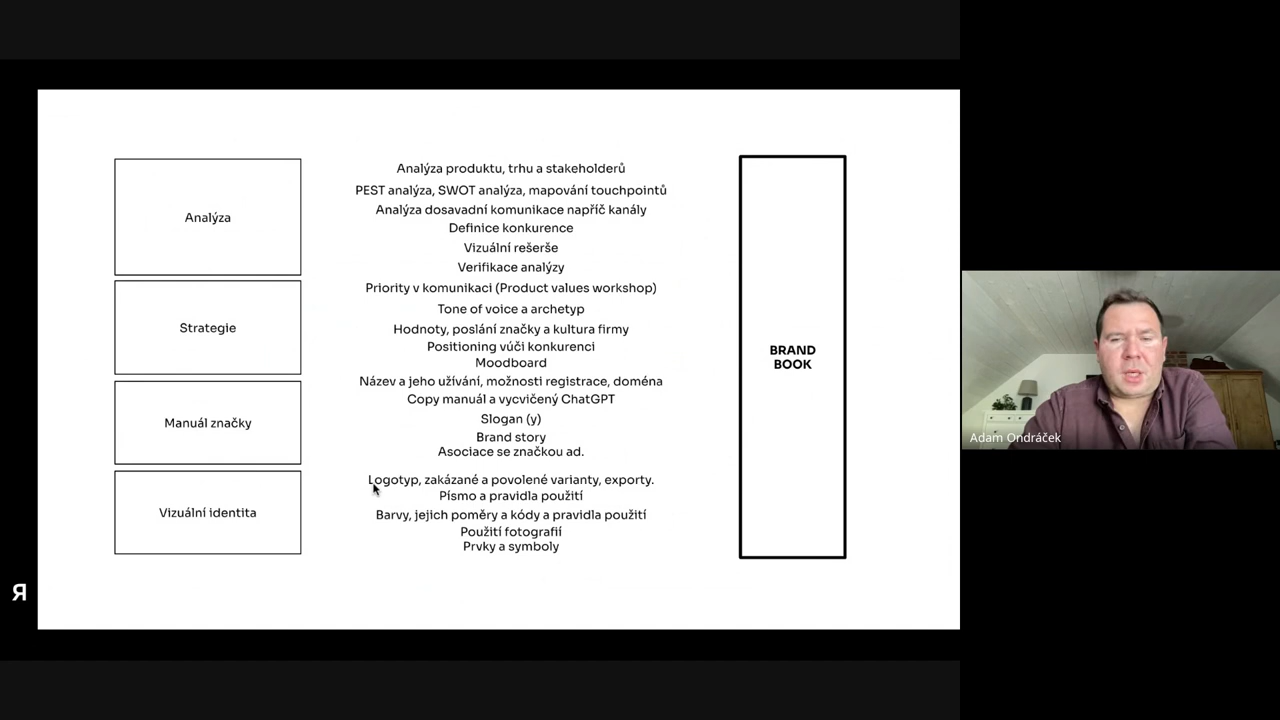 Analýza
Strategie
Manuál značky
Vizuální identita
Analýza produktu, trhu a stakeholderů
PEST analýza, SWOT analýza, mapování touchpointů
Analýza dosavadní komunikace napříč kanály
Definice konkurence
Vizuální rešerše
Verifikace analýzy
Priority v komunikaci (Product values workshop)
Tone of voice a archetyp
Hodnoty, poslání značky a kultura firmy
Positioning vúči konkurenci
Moodboard
Název a jeho užívání, možnosti registrace, doména
Copy manuál a vycvičený ChatGPT
Slogan (y)
Brand story
Asociace se značkou ad.
Logotyp, zakázané a povolené varianty, exporty.
Písmo a pravidla použití
Barvy, jejich poměry a kódy a pravidla použití
Použití fotografií
Prvky a symboly
BRAND
BOOK
Adam Ondráček
Я